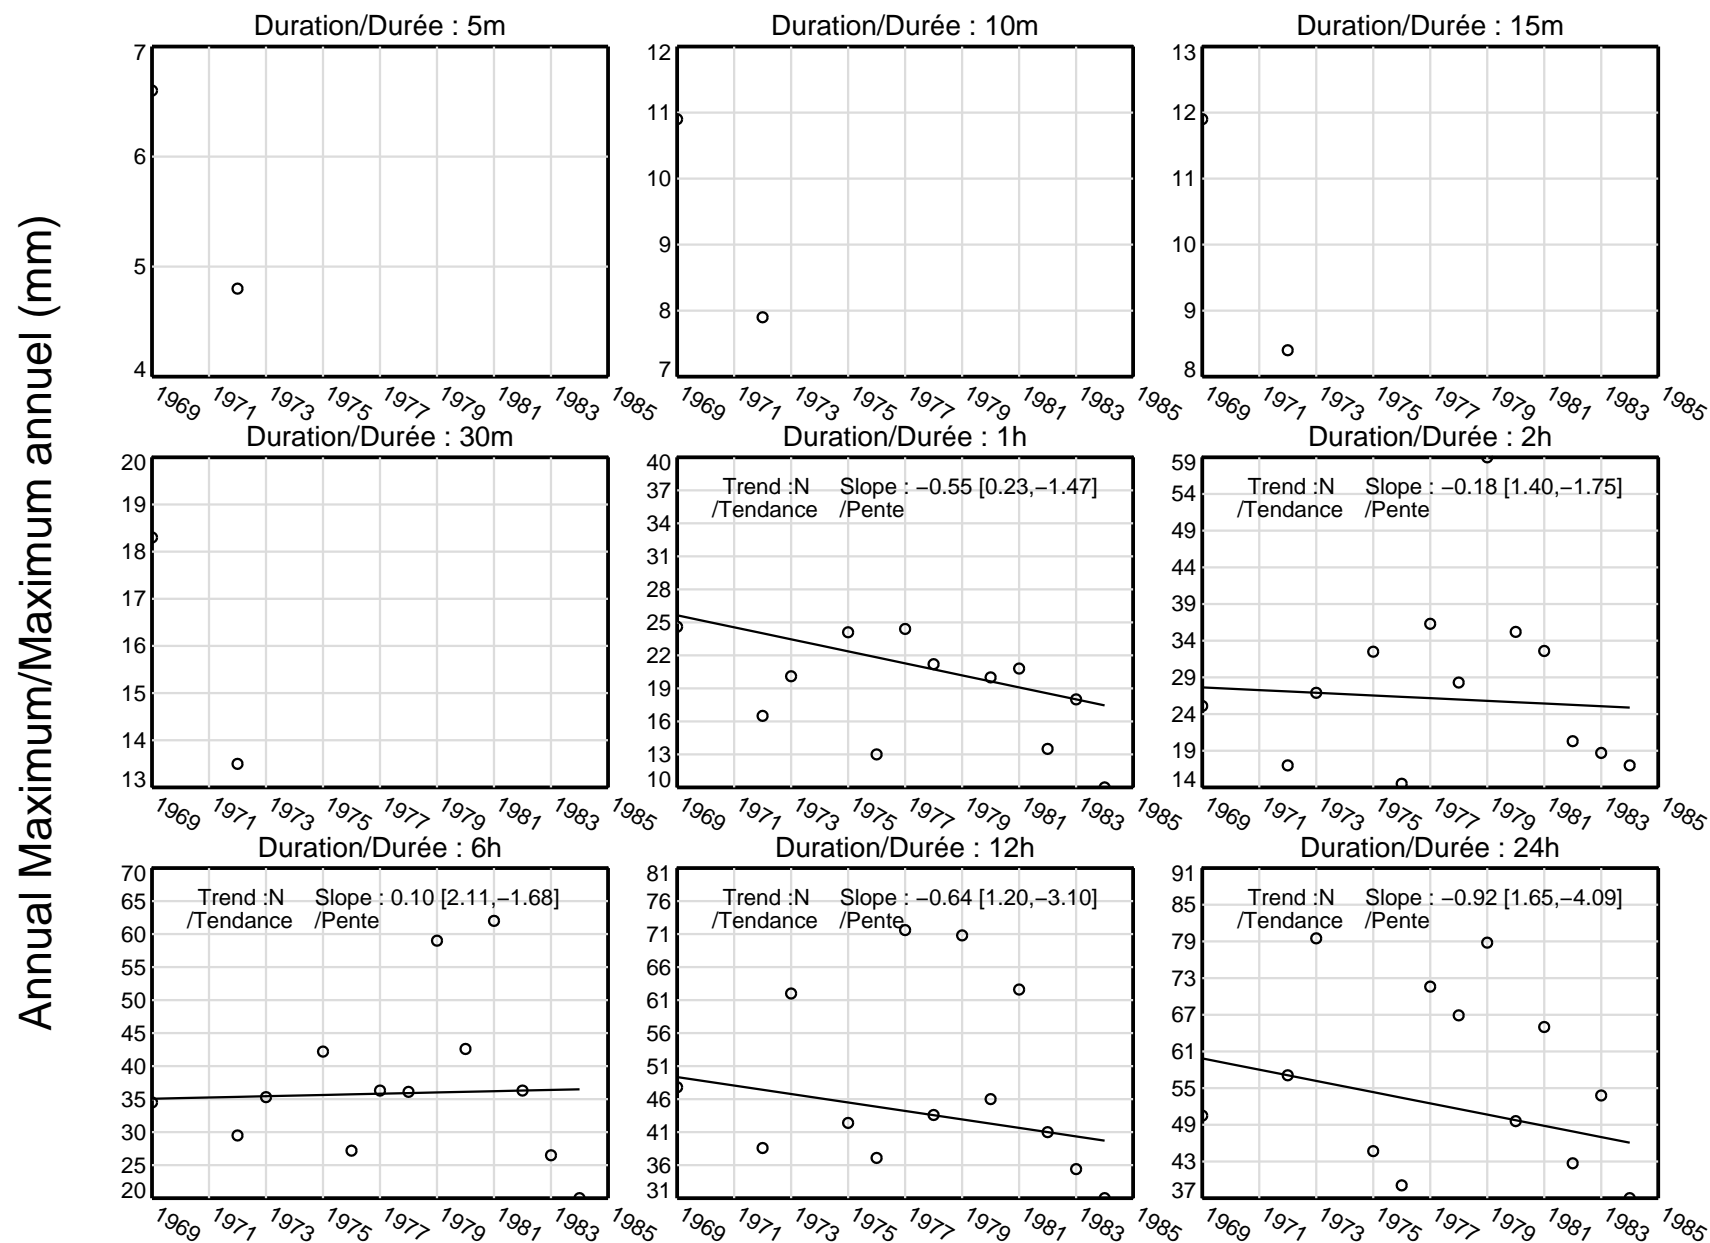 Annual Maximum/Maximum annuel (mm)
Duration/Durée : 5m
7
6
5
4
1969 1971 1973 1975 1977 1979 1981 1983 1985
Duration/Durée : 10m
12
11
10
9
8
7
1969 1971 1973 1975 1977 1979 1981 1983 1985
Duration/Durée : 15m
13
12
11
10
9
8
1969 1971 1973 1975 1977 1979 1981 1983 1985
Duration/Durée : 30m
20
19
18
17
16
15
14
13
1969 1971 1973 1975 1977 1979 1981 1983 1985
Duration/Durée : 1h
Trend :N Slope : −0.55 [0.23,−1.47]
/Tendance /Pente
40
37
34
31
28
25
22
19
16
13
10
1969 1971 1973 1975 1977 1979 1981 1983 1985
Duration/Durée : 2h
Trend :N Slope : −0.18 [1.40,−1.75]
/Tendance /Pente
59
54
49
44
39
34
29
24
19
14
1969 1971 1973 1975 1977 1979 1981 1983 1985
Duration/Durée : 6h
Trend :N Slope : 0.10 [2.11,−1.68]
/Tendance /Pente
70
65
60
55
50
45
40
35
30
25
20
1969 1971 1973 1975 1977 1979 1981 1983 1985
Duration/Durée : 12h
Trend :N Slope : −0.64 [1.20,−3.10]
/Tendance /Pente
81
76
71
66
61
56
51
46
41
36
31
1969 1971 1973 1975 1977 1979 1981 1983 1985
Duration/Durée : 24h
Trend :N Slope : −0.92 [1.65,−4.09]
/Tendance /Pente
91
85
79
73
67
61
55
49
43
37
1969 1971 1973 1975 1977 1979 1981 1983 1985